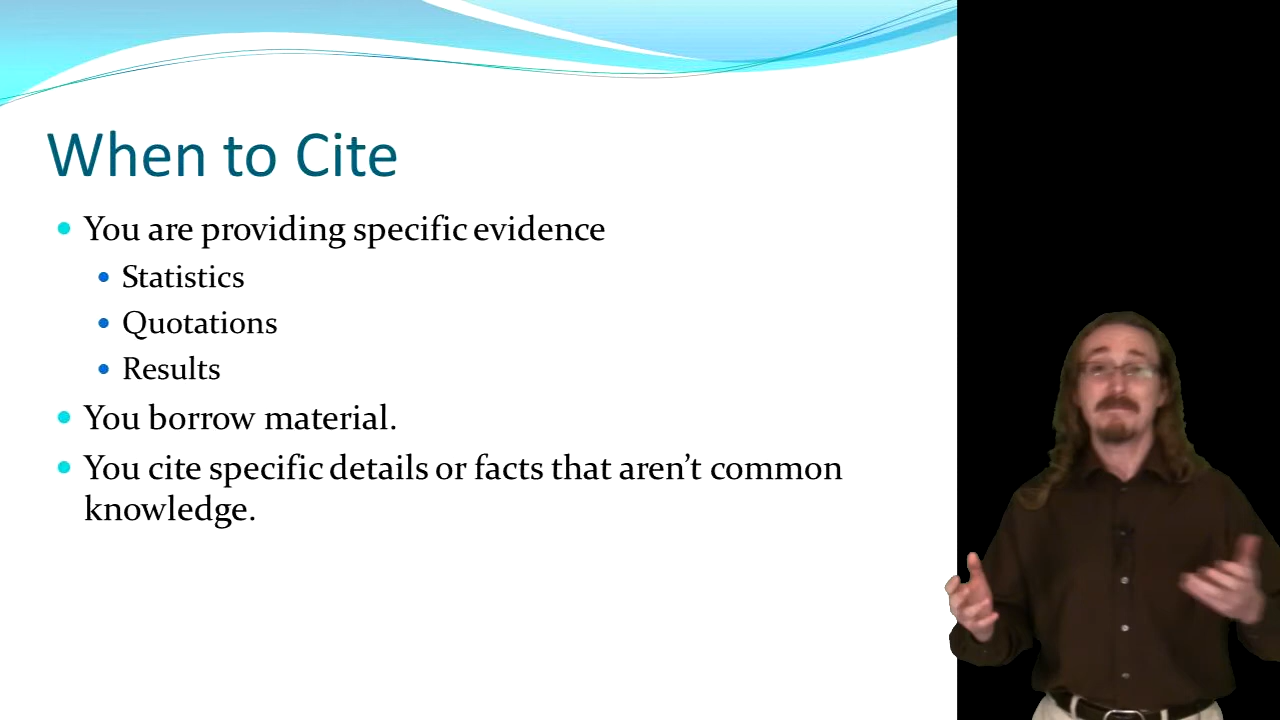 When to Cite
You are providing specific evidence
Statistics
Quotations
Results
You borrow material.
You cite specific details or facts that aren’t common
knowledge.